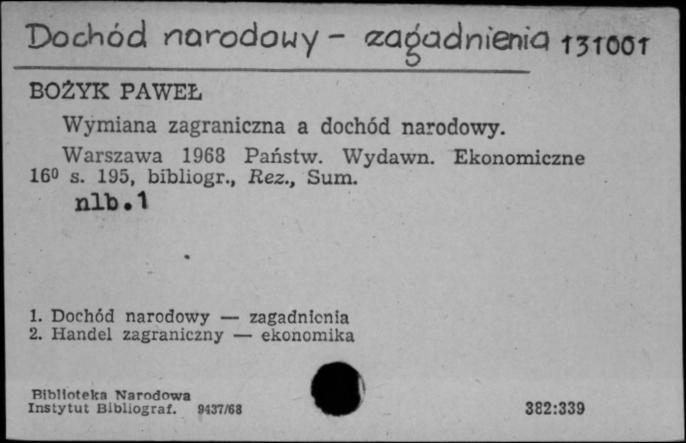 Dochód narodowy - zagadnienia 131001
BOŻYK PAWEŁ
Wymiana zagraniczna a dochód narodowy.
Warszawa 1968 Państw. Wydawn. Ekonomiczne
16⁰ s. 195, bibliogr., Rez., Sum.
nlb.1
1. Dochód narodowy — zagadnienia
2. Handel zagraniczny — ekonomika
Biblioteka Narodowa
Instytut Bibliograf. 9437/68
382:339